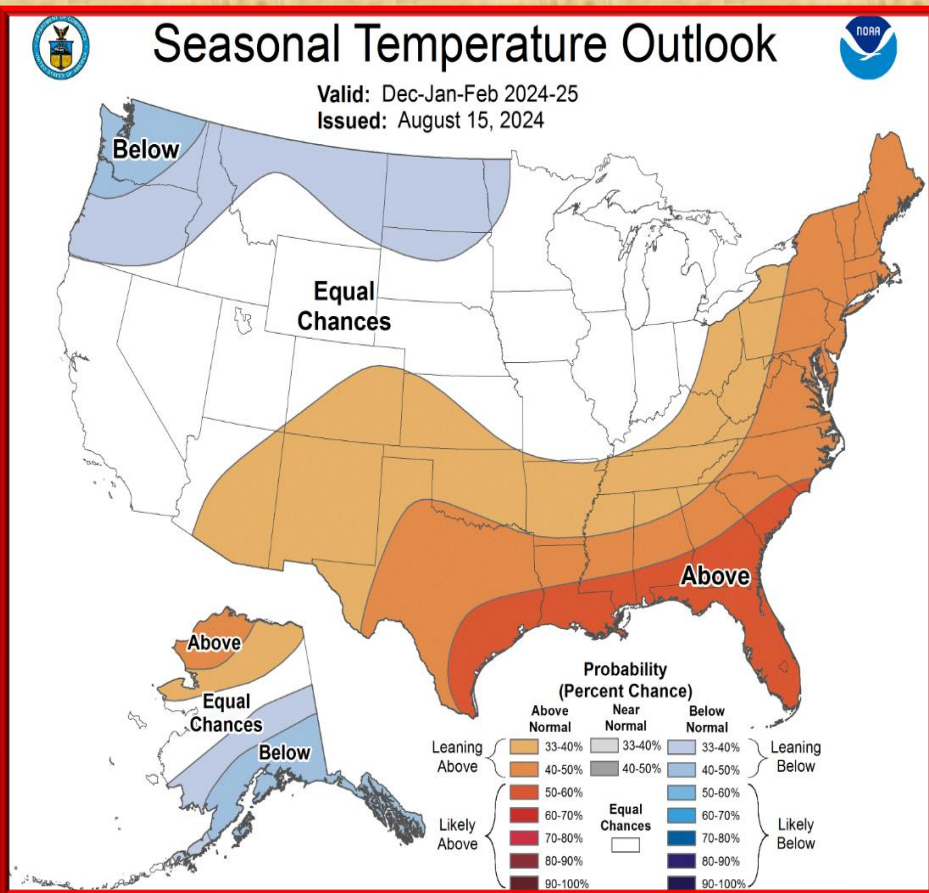 Seasonal Temperature Outlook
NOAA
Valid: Dec-Jan-Feb 2024-25
Issued: August 15, 2024
Below
Equal
Chances
Above
Above
Equal
Chances
Below
Probability
(Percent Chance)
Above
Normal
Near
Normal
Below
Normal
Leaning
Above
33-40%
33-40%
33-40%
Leaning
Below
40-50%
40-50%
40-50%
Likely
Above
50-60%
60-70%
70-80%
80-90%
90-100%
Equal
Chances
50-60%
60-70%
70-80%
80-90%
90-100%
Likely
Below